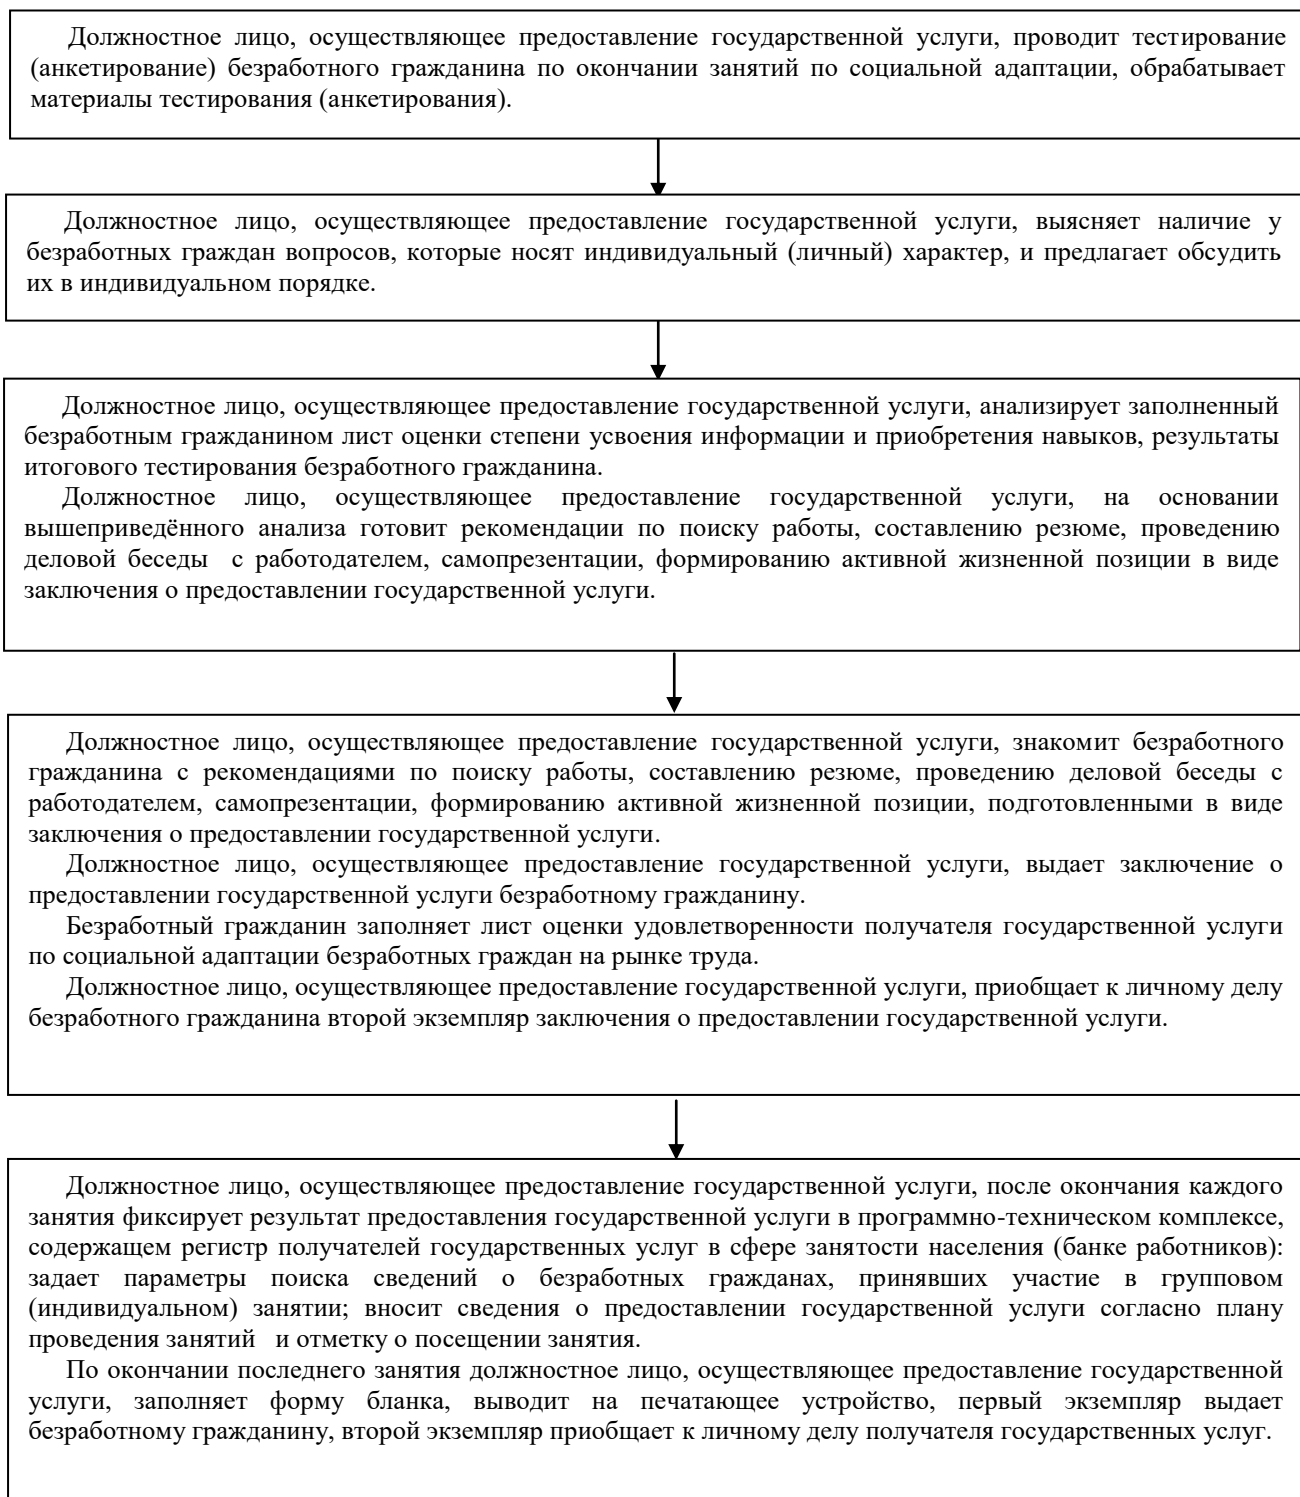 Должностное лицо, осуществляющее предоставление государственной услуги, проводит тестирование
(анкетирование) безработного гражданина по окончании занятий по социальной адаптации, обрабатывает
материалы тестирования (анкетирования).
Должностное лицо, осуществляющее предоставление государственной услуги, выясняет наличие у
безработных граждан вопросов, которые носят индивидуальный (личный) характер, и предлагает обсудить
их в индивидуальном порядке.
Должностное лицо, осуществляющее предоставление государственной услуги, анализирует заполненный
безработным гражданином лист оценки степени усвоения информации и приобретения навыков, результаты
итогового тестирования безработного гражданина.
Должностное лицо, осуществляющее предоставление государственной услуги, на основании
вышеприведённого анализа готовит рекомендации по поиску работы, составлению резюме, проведению
деловой беседы с работодателем, самопрезентации, формированию активной жизненной позиции в виде
заключения о предоставлении государственной услуги.
Должностное лицо, осуществляющее предоставление государственной услуги, знакомит безработного
гражданина с рекомендациями по поиску работы, составлению резюме, проведению деловой беседы с
работодателем, самопрезентации, формированию активной жизненной позиции, подготовленными в виде
заключения о предоставлении государственной услуги.
Должностное лицо, осуществляющее предоставление государственной услуги, выдает заключение о
предоставлении государственной услуги безработному гражданину.
Безработный гражданин заполняет лист оценки удовлетворенности получателя государственной услуги
по социальной адаптации безработных граждан на рынке труда.
Должностное лицо, осуществляющее предоставление государственной услуги, приобщает к личному делу
безработного гражданина второй экземпляр заключения о предоставлении государственной услуги.
Должностное лицо, осуществляющее предоставление государственной услуги, после окончания каждого
занятия фиксирует результат предоставления государственной услуги в программно-техническом комплексе,
содержащем регистр получателей государственных услуг в сфере занятости населения (банке работников):
задает параметры поиска сведений о безработных гражданах, принявших участие в групповом
(индивидуальном) занятии; вносит сведения о предоставлении государственной услуги согласно плану
проведения занятий и отметку о посещении занятия.
По окончании последнего занятия должностное лицо, осуществляющее предоставление государственной
услуги, заполняет форму бланка, выводит на печатающее устройство, первый экземпляр выдает
безработному гражданину, второй экземпляр приобщает к личному делу получателя государственных услуг.